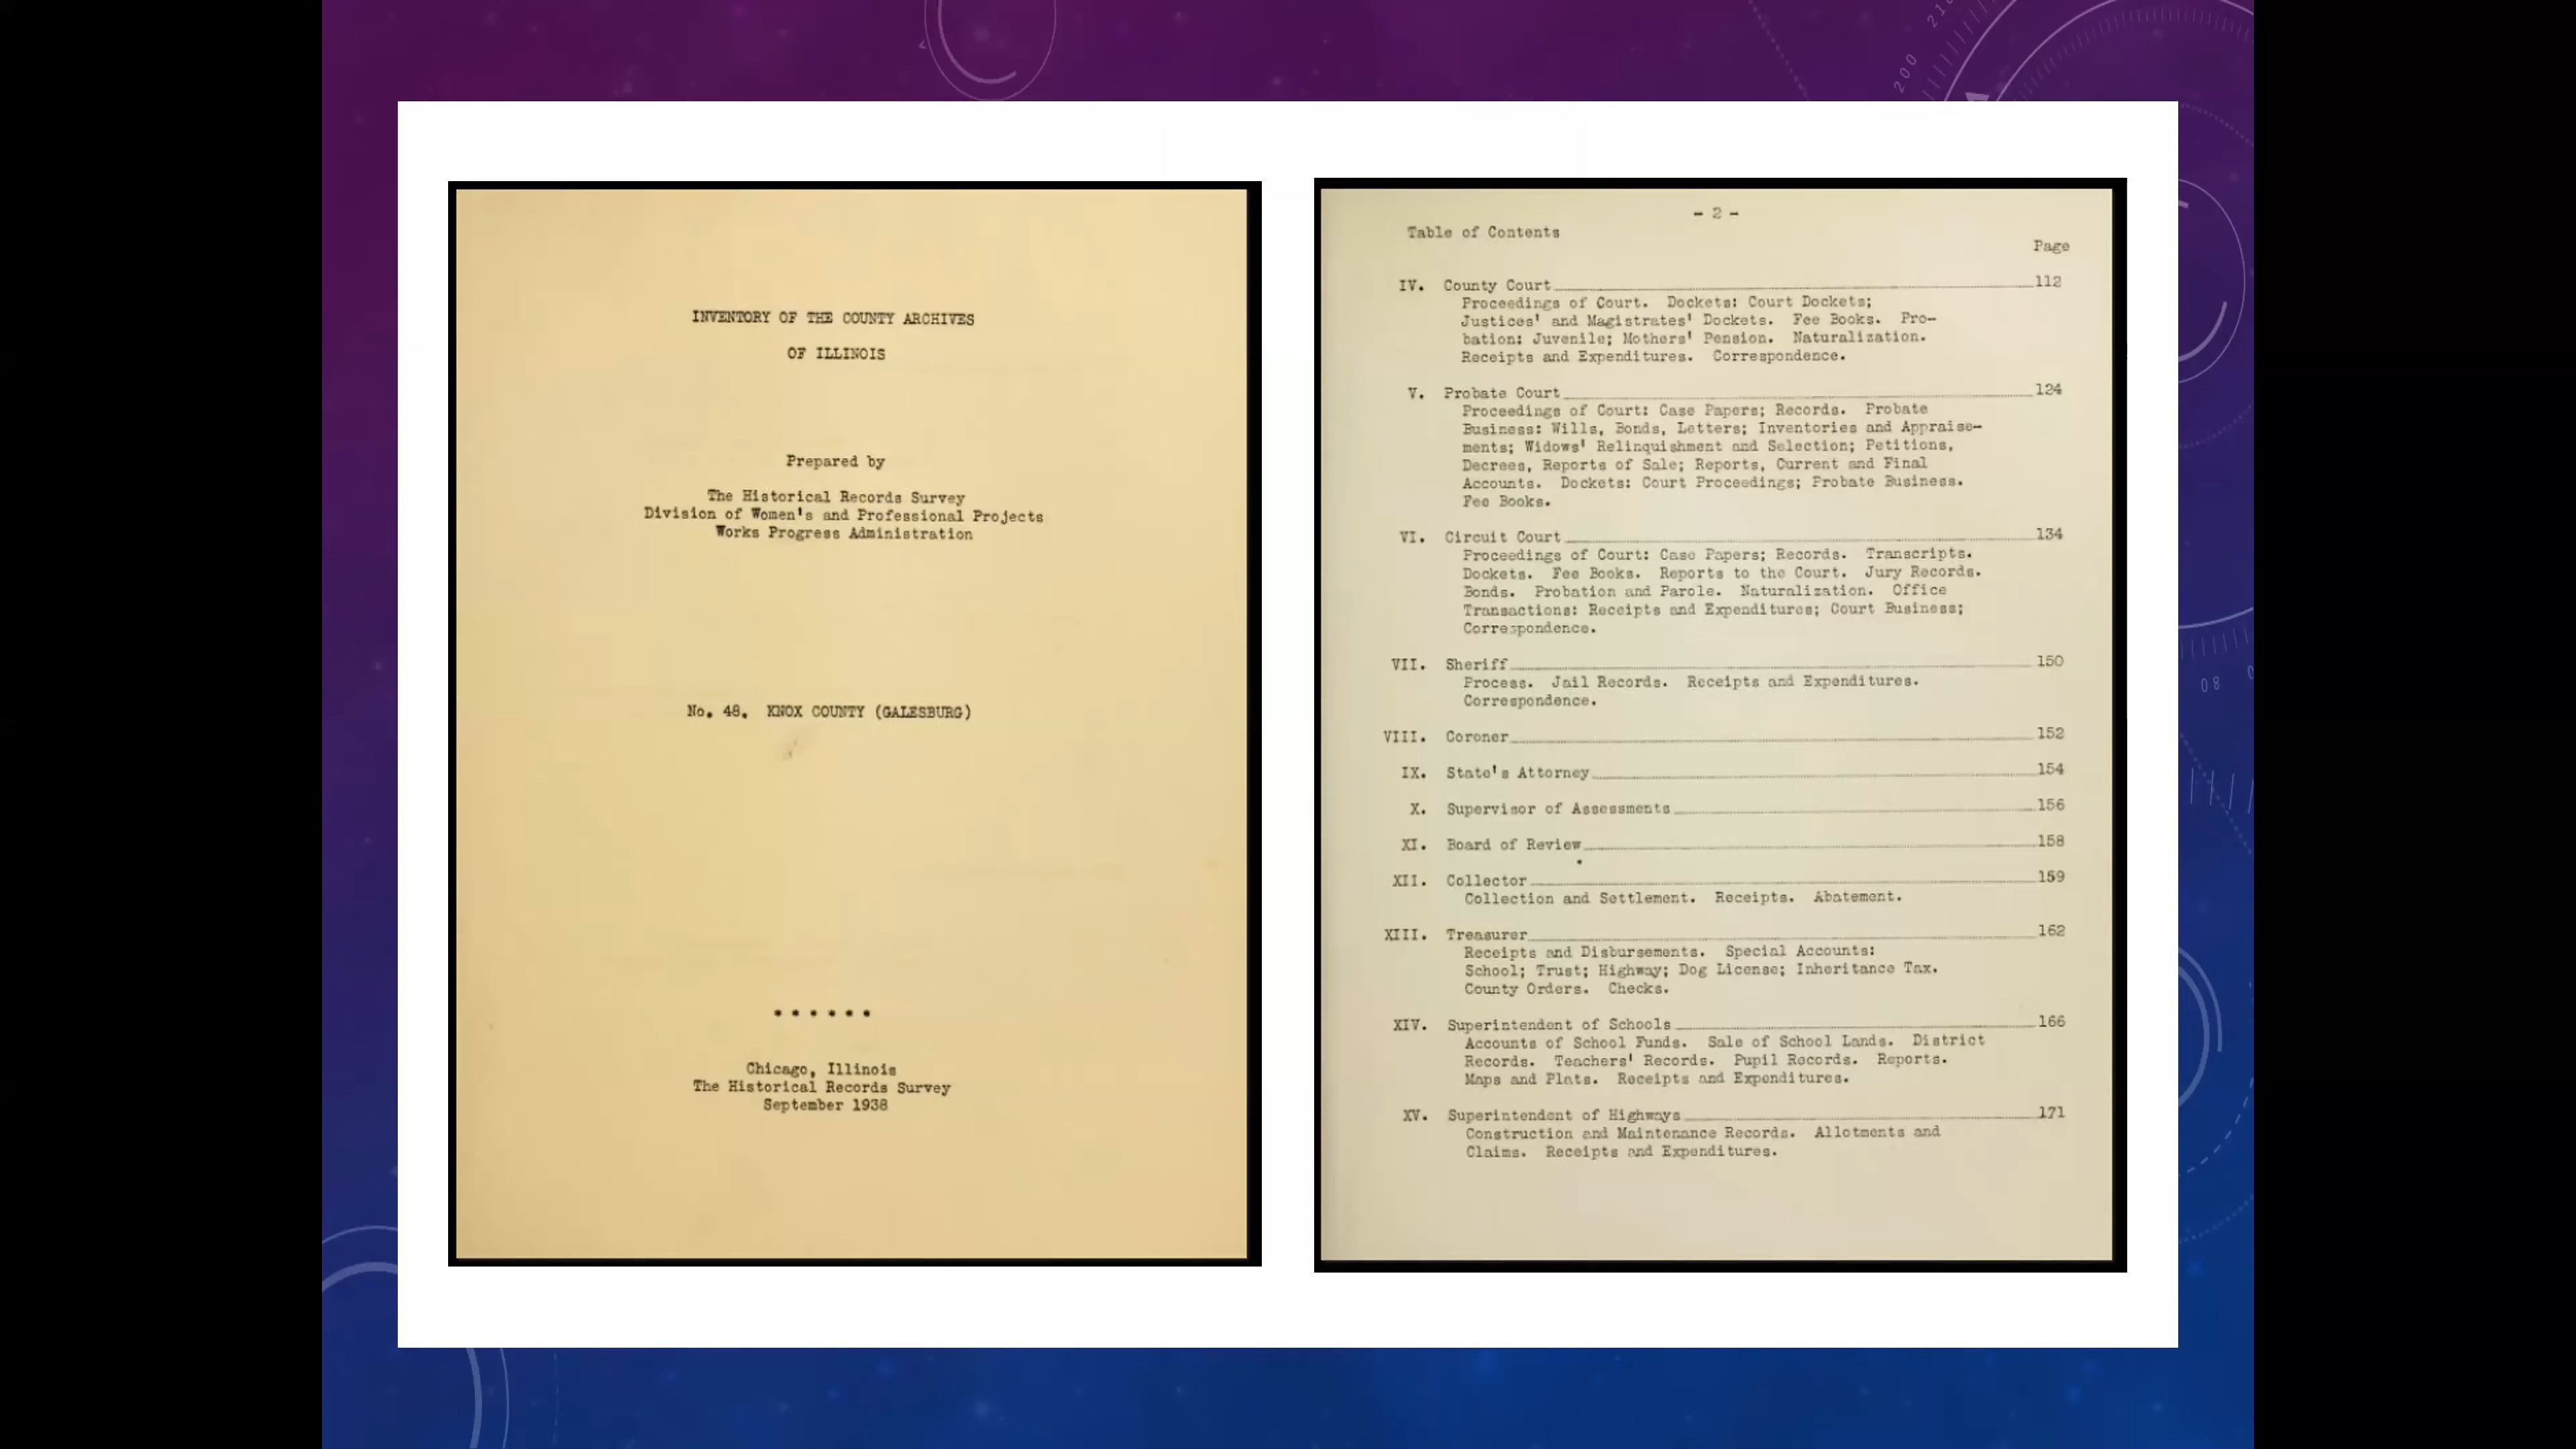 INVENTORY OF THE COUNTY ARCHIVES
OF ILLINOIS
Prepared by
The Historical Records Survey
Division of Women's and Professional Projects
Works Progress Administration
No. 48. KNOX COUNTY (GALESBURG)
* * * * * *
Chicago, Illinois
The Historical Records Survey
September 1938
- 2 -
Table of Contents
Page
IV. County Court 112
Proceedings of Court. Dockets: Court Dockets;
Justices' and Magistrates' Dockets. Fee Books. Pro-
bation: Juvenile; Mothers' Pension. Naturalization.
Receipts and Expenditures. Correspondence.
V. Probate Court 124
Proceedings of Court: Case Papers; Records. Probate
Business: Wills, Bonds, Letters; Inventories and Appraise-
ments; Widows' Relinquishment and Selection; Petitions,
Decrees, Reports of Sale; Reports, Current and Final
Accounts. Dockets: Court Proceedings; Probate Business.
Fee Books.
VI. Circuit Court 134
Proceedings of Court: Case Papers; Records. Transcripts.
Dockets. Fee Books. Reports to the Court. Jury Records.
Bonds. Probation and Parole. Naturalization. Office
Transactions: Receipts and Expenditures; Court Business;
Correspondence.
VII. Sheriff 150
Process. Jail Records. Receipts and Expenditures.
Correspondence.
VIII. Coroner 152
IX. State's Attorney 154
X. Supervisor of Assessments 156
XI. Board of Review 158
XII. Collector 159
Collection and Settlement. Receipts. Abatement.
XIII. Treasurer 162
Receipts and Disbursements. Special Accounts:
School; Trust; Highway; Dog License; Inheritance Tax.
County Orders. Checks.
XIV. Superintendent of Schools 166
Accounts of School Funds. Sale of School Lands. District
Records. Teachers' Records. Pupil Records. Reports.
Maps and Plats. Receipts and Expenditures.
XV. Superintendent of Highways 171
Construction and Maintenance Records. Allotments and
Claims. Receipts and Expenditures.
200
08